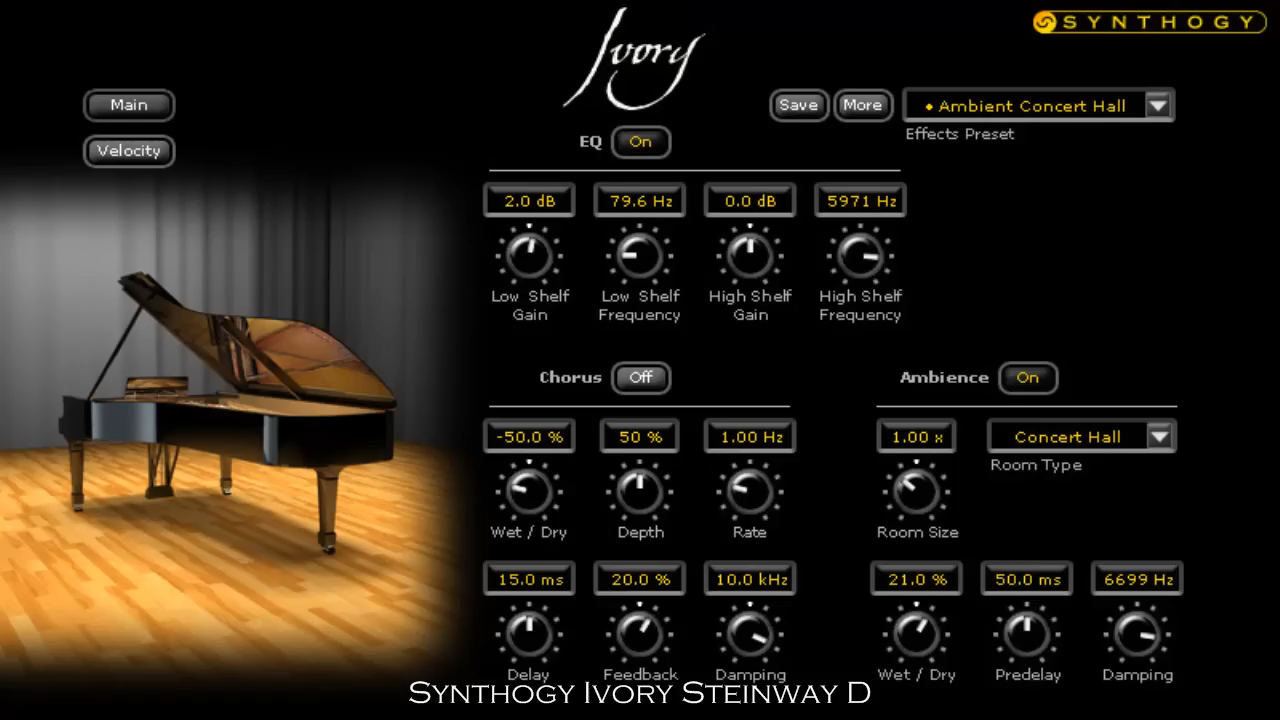 Ivory
SYNTHOGY
Main
Save
More
⬥ Ambient Concert Hall
Effects Preset
EQ
On
Velocity
2.0 dB
79.6 Hz
0.0 dB
5971 Hz
Low Shelf
Gain
Low Shelf
Frequency
High Shelf
Gain
High Shelf
Frequency
Chorus
Off
Ambience
On
-50.0 %
50 %
1.00 Hz
1.00 x
Concert Hall
Room Type
Wet / Dry
Depth
Rate
Room Size
15.0 ms
20.0 %
10.0 kHz
21.0 %
50.0 ms
6699 Hz
Delay
Feedback
Damping
Wet / Dry
Predelay
Damping
SYNTHOGY IVORY STEINWAY D